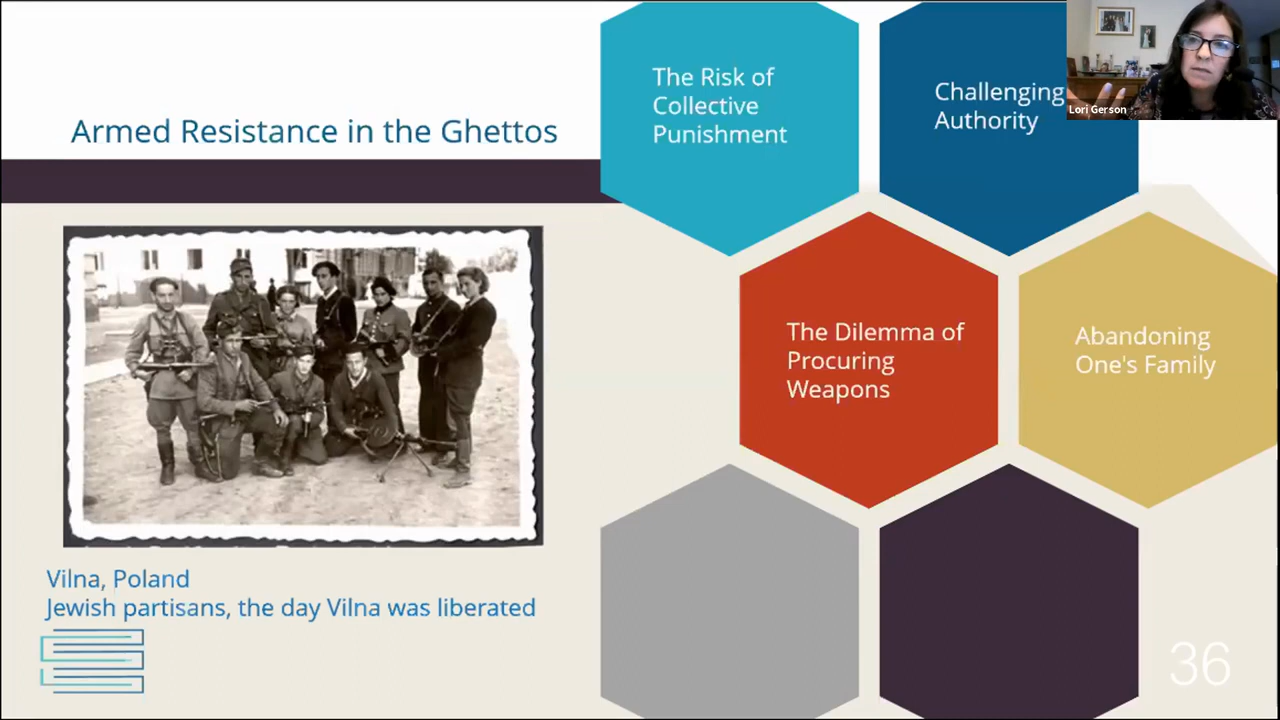 Armed Resistance in the Ghettos
The Risk of
Collective
Punishment
Challenging
Authority
Lori Gerson
The Dilemma of
Procuring
Weapons
Abandoning
One's Family
Vilna, Poland
Jewish partisans, the day Vilna was liberated
36